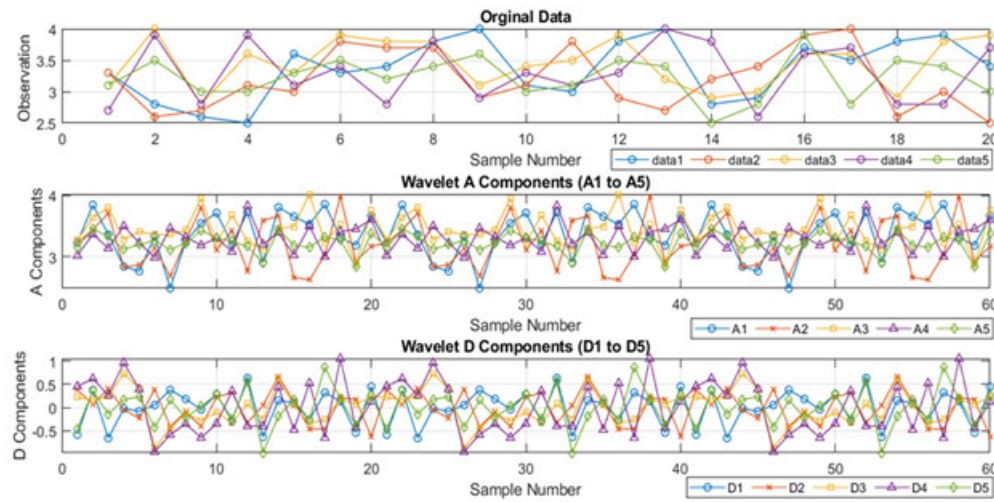 Orginal Data
4
3.5
3
2.5
Observation
0 2 4 6 8 10 12 14 16 18 20
Sample Number
data1 data2 data3 data4 data5
Wavelet A Components (A1 to A5)
4
3
A Components
0 10 20 30 40 50 60
Sample Number
A1 A2 A3 A4 A5
Wavelet D Components (D1 to D5)
1
0.5
0
-0.5
D Components
0 10 20 30 40 50 60
Sample Number
D1 D2 D3 D4 D5